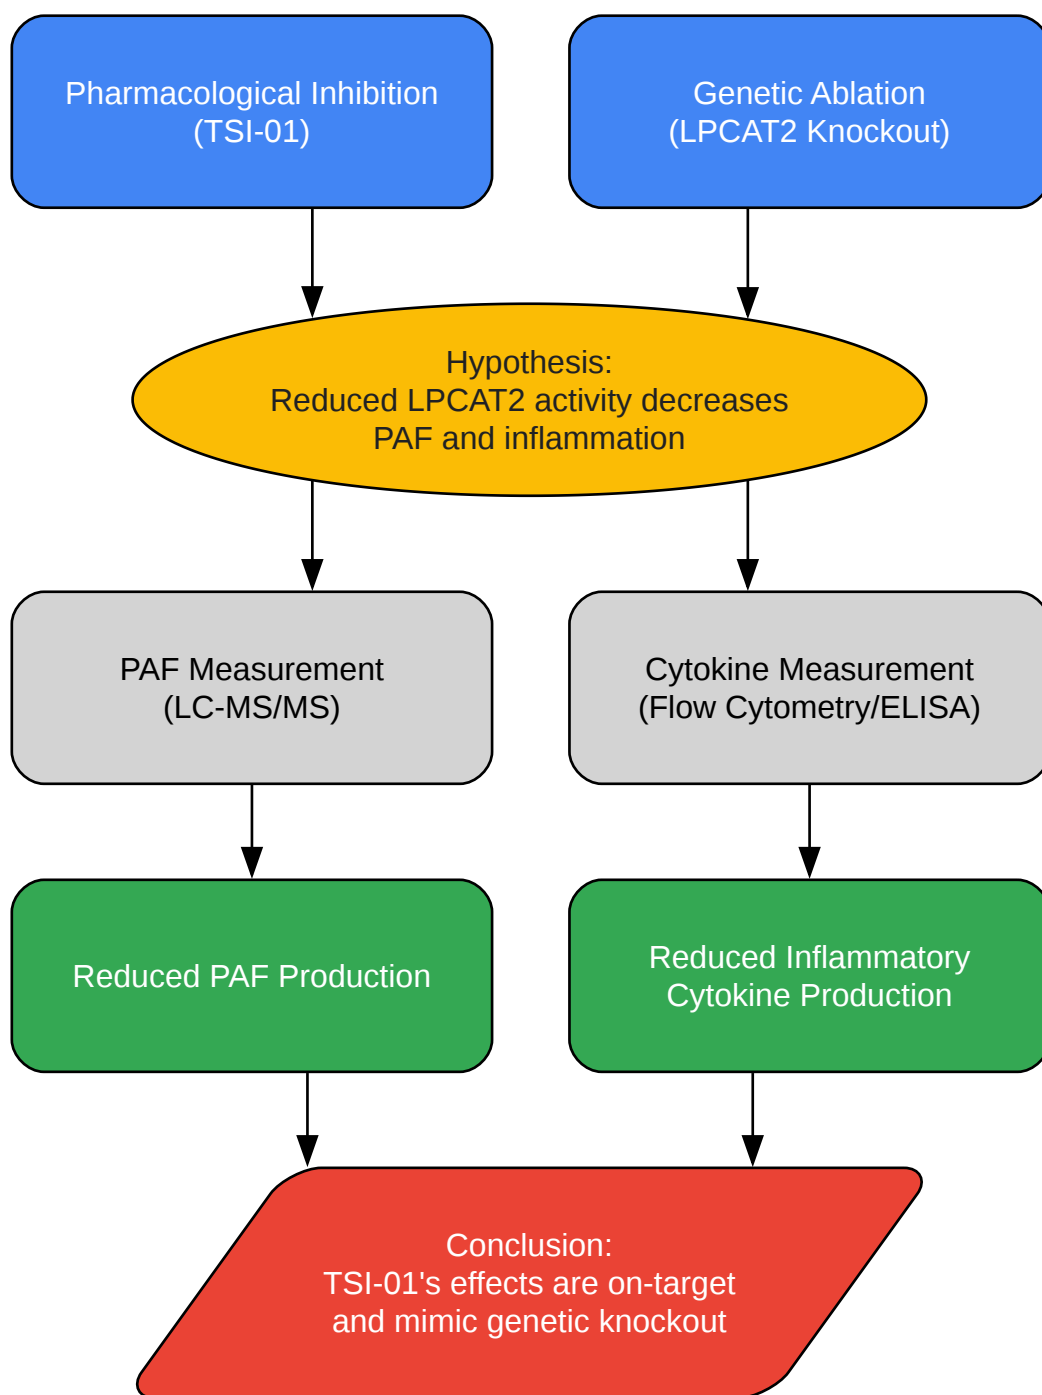 Pharmacological Inhibition
(TSI-01)
Genetic Ablation
(LPCAT2 Knockout)
Hypothesis:
Reduced LPCAT2 activity decreases
PAF and inflammation
PAF Measurement
(LC-MS/MS)
Cytokine Measurement
(Flow Cytometry/ELISA)
Reduced PAF Production
Reduced Inflammatory
Cytokine Production
Conclusion:
TSI-01's effects are on-target
and mimic genetic knockout